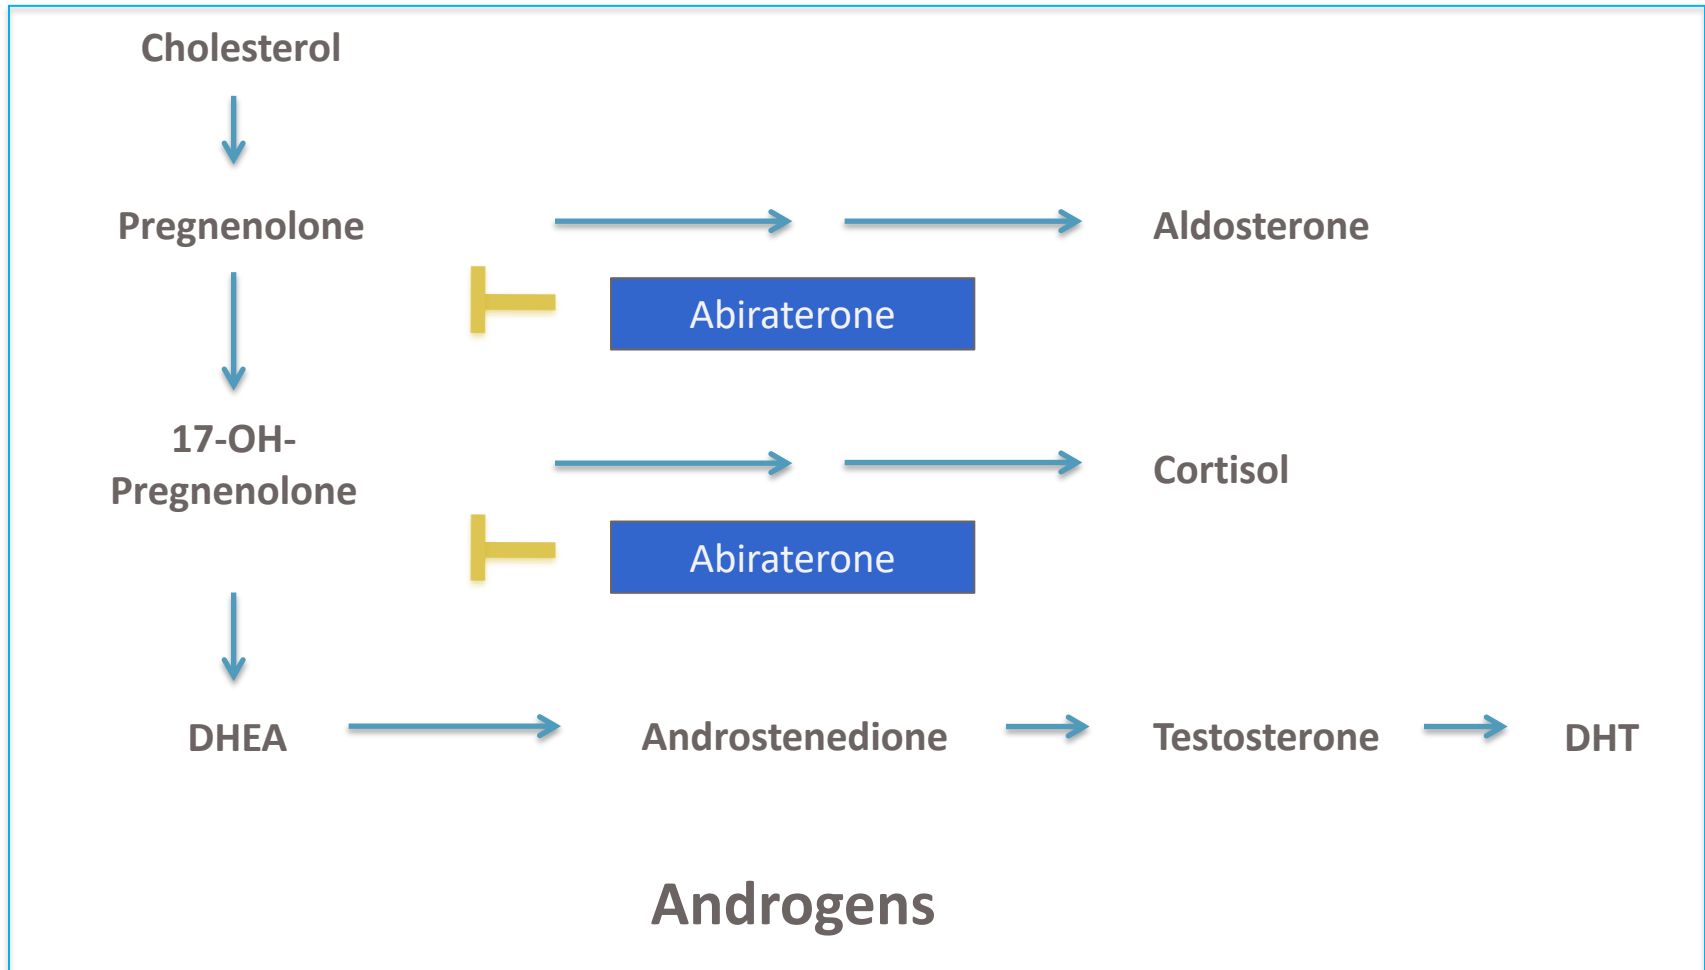 Cholesterol
Pregnenolone
Aldosterone
Abiraterone
17-OH-
Pregnenolone
Cortisol
Abiraterone
DHEA
Androstenedione
Testosterone
DHT
Androgens